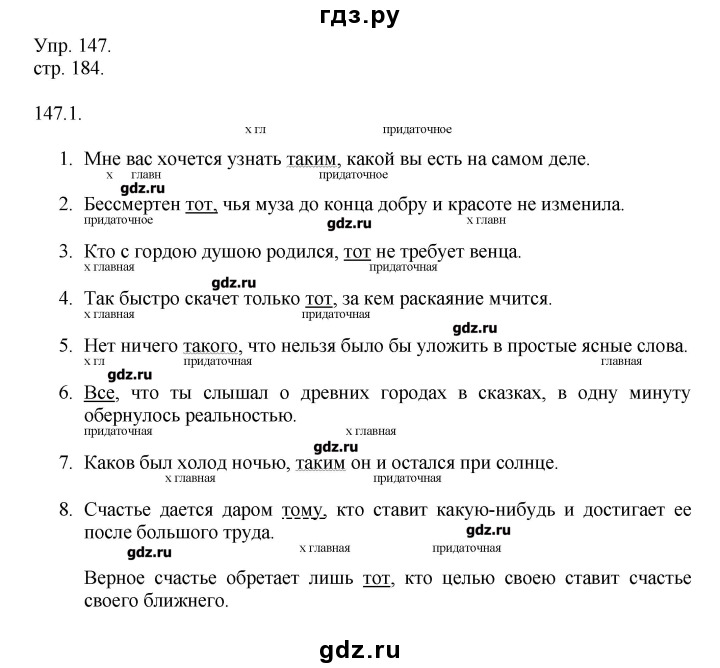 гдз.ру
Упр. 147.
стр. 184.
147.1.
х гл придаточное
1. Мне вас хочется узнать таким, какой вы есть на самом деле.
х главн придаточное
gdz.ru
2. Бессмертен тот, чья муза до конца добру и красоте не изменила.
придаточное gdz.ru х главн
3. Кто с гордою душою родился, тот не требует венца.
х главная придаточная
gdz.ru
4. Так быстро скачет только тот, за кем раскаяние мчится.
х главная придаточная
gdz.ru
5. Нет ничего такого, что нельзя было бы уложить в простые ясные слова.
х гл придаточная главная
gdz.ru
6. Все, что ты слышал о древних городах в сказках, в одну минуту
обернулось реальностью.
придаточная х главная
gdz.ru
7. Каков был холод ночью, таким он и остался при солнце.
х главная придаточная
8. Счастье дается даром тому, кто ставит какую-нибудь и достигает ее
после большого труда. gdz.ru
gdz.ru
х главная придаточная
Верное счастье обретает лишь тот, кто целью своею ставит счастье
своего ближнего.
gdz.ru